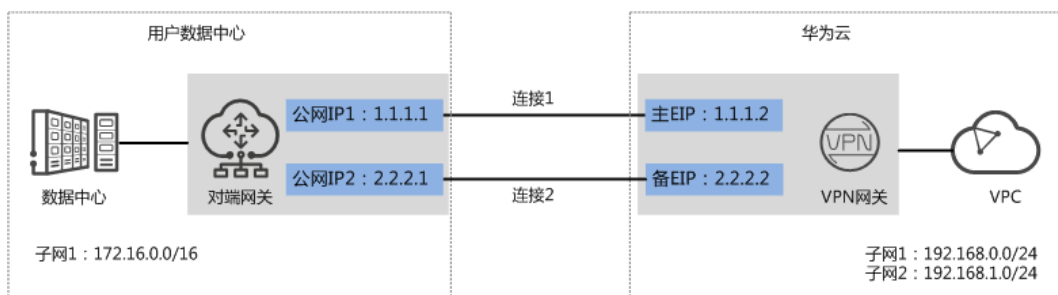 用户数据中心
华为云
公网IP1：1.1.1.1
连接1
主EIP：1.1.1.2
VPN
公网IP2：2.2.2.1
连接2
备EIP：2.2.2.2
数据中心
对端网关
VPN网关
VPC
子网1：172.16.0.0/16
子网1：192.168.0.0/24
子网2：192.168.1.0/24